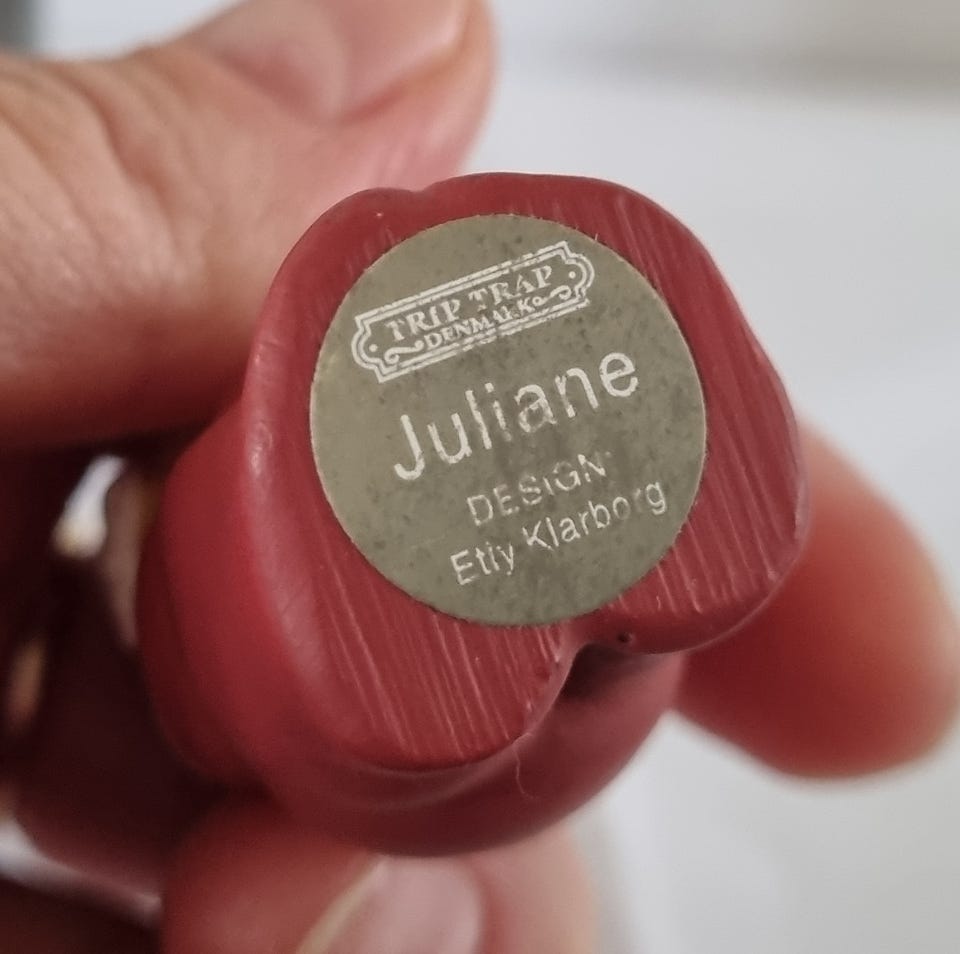 TRIP TRAP
DENMARK
Juliane
DESIGN
Etly Klarborg